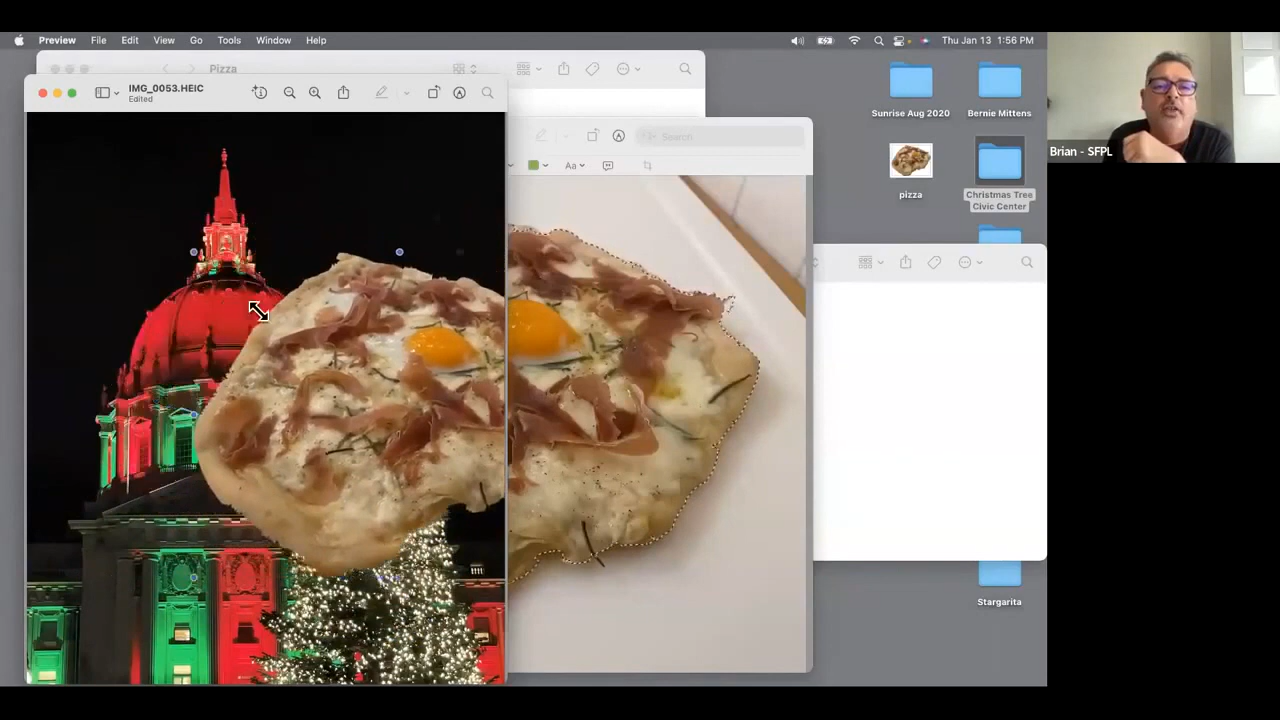 Preview File Edit View Go Tools Window Help Thu Jan 13 1:56 PM
Pizza
IMG_0053.HEIC
Edited
Search
Aa
Sunrise Aug 2020
Bernie Mittens
pizza
Christmas Tree
Civic Center
Stargarita
Brian - SFPL